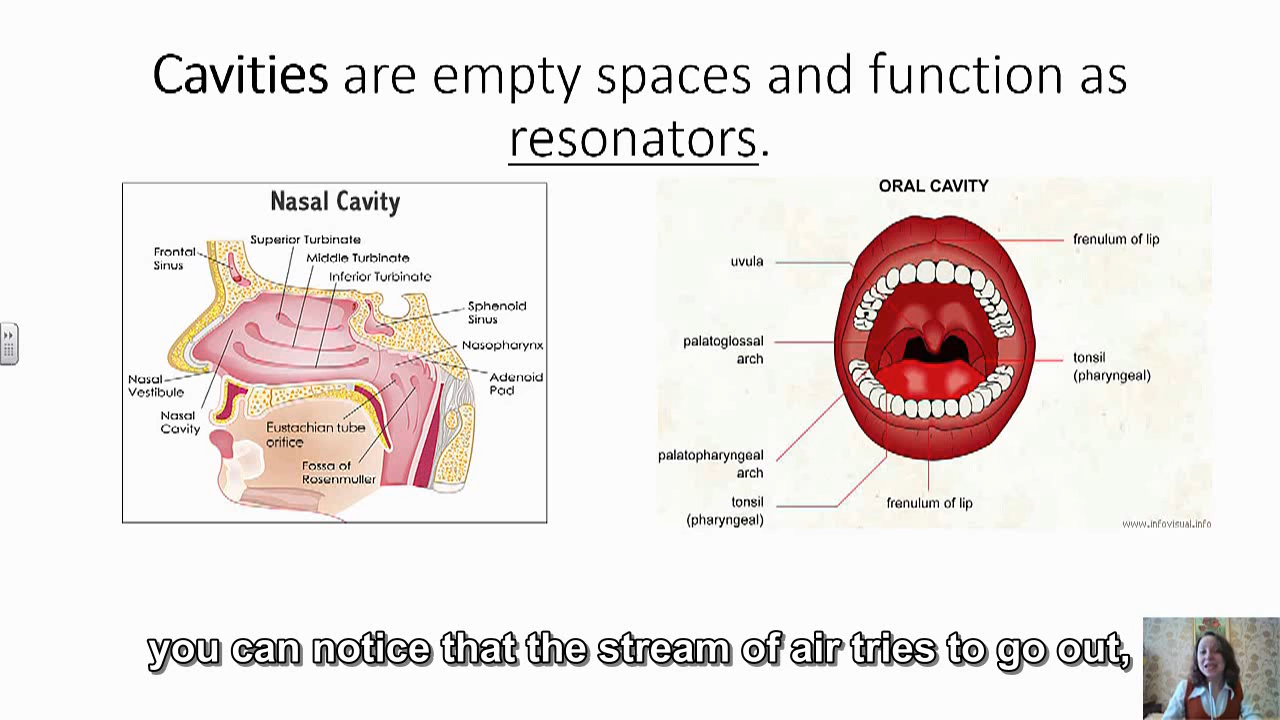 Cavities are empty spaces and function as
resonators.
Nasal Cavity
Superior Turbinate
Middle Turbinate
Inferior Turbinate
Frontal
Sinus
Sphenoid
Sinus
Nasopharynx
Adenoid
Pad
Nasal
Vestibule
Nasal
Cavity
Eustachian tube
orifice
Fossa of
Rosenmuller
ORAL CAVITY
frenulum of lip
uvula
palatoglossal
arch
tonsil
(pharyngeal)
palatopharyngeal
arch
tonsil
(pharyngeal)
frenulum of lip
www.infovisual.info
you can notice that the stream of air tries to go out,